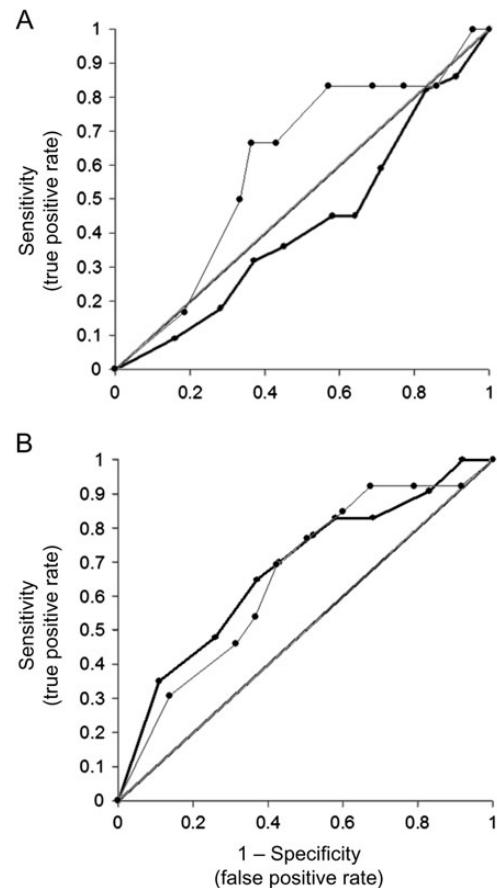 A
1
0.9
0.8
0.7
0.6
0.5
0.4
0.3
0.2
0.1
0
Sensitivity
(true positive rate)
0 0.2 0.4 0.6 0.8 1
B
1
0.9
0.8
0.7
0.6
0.5
0.4
0.3
0.2
0.1
0
Sensitivity
(true positive rate)
0 0.2 0.4 0.6 0.8 1
1 – Specificity
(false positive rate)